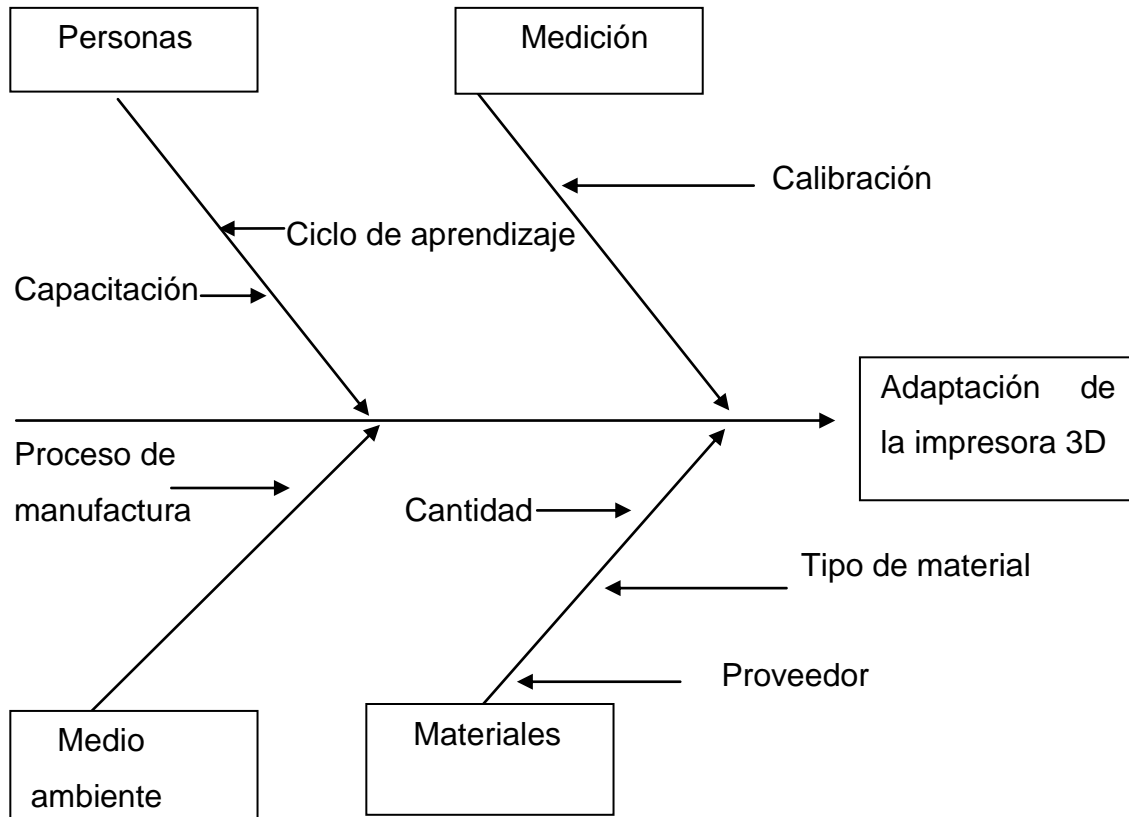 Personas
Medición
Calibración
Ciclo de aprendizaje
Capacitación
Adaptación de
la impresora 3D
Proceso de
manufactura
Cantidad
Tipo de material
Proveedor
Medio
ambiente
Materiales